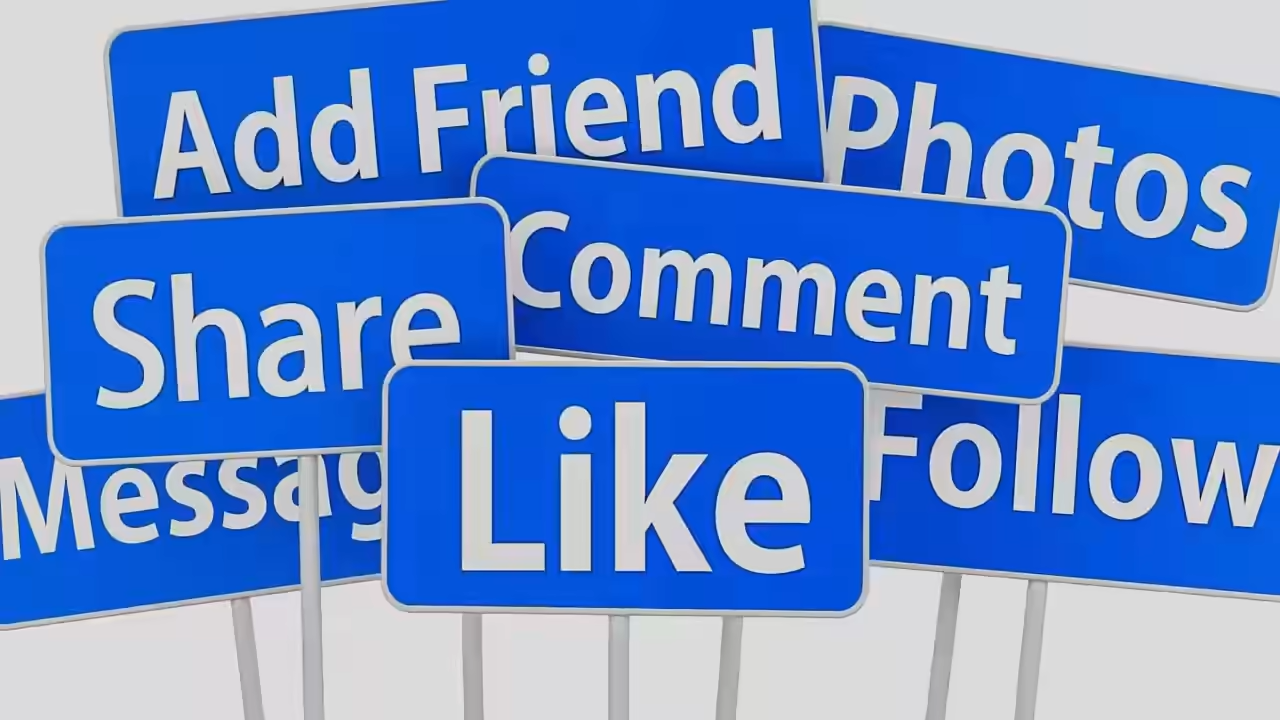 Add Friend
Photos
Comment
Share
Like
Messag
Follow